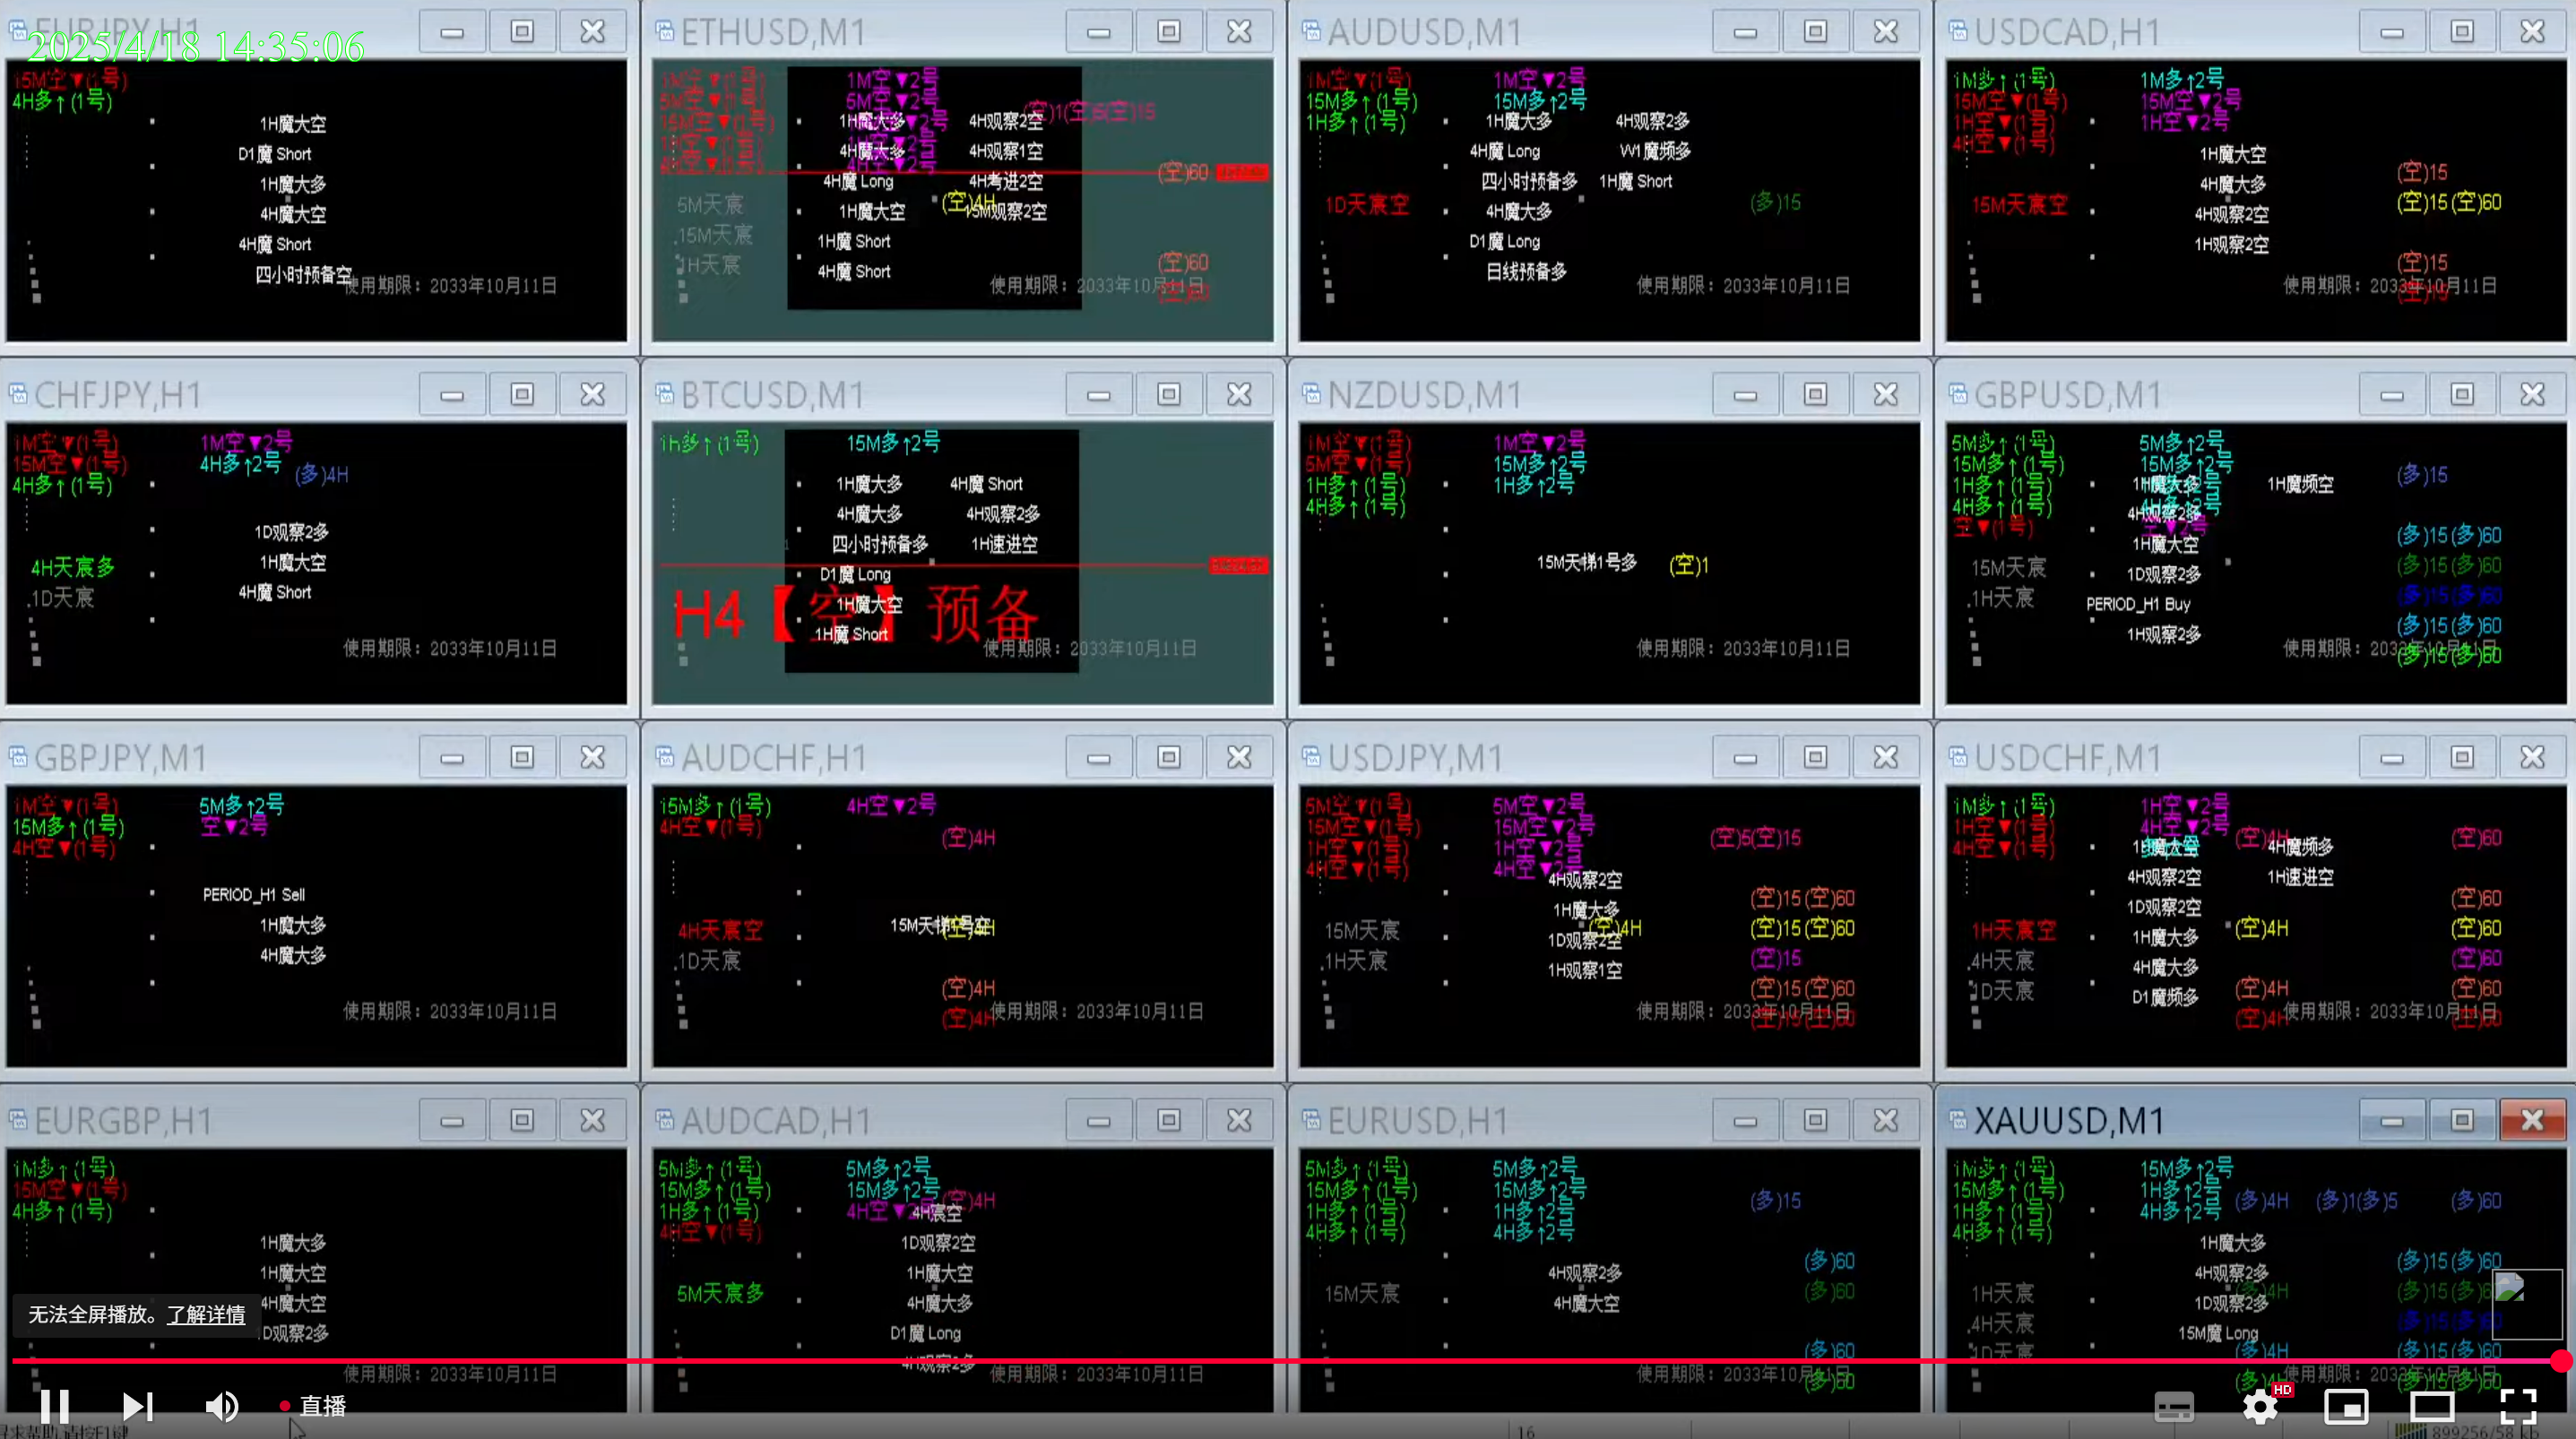 EURJPY,H1
2025/4/18 14:35:06
15M空▼(1号)
4H多↑(1号)
1H魔大空
D1魔 Short
1H魔大多
4H魔大空
4H魔 Short
四小时预备空
使用期限：2033年10月11日
ETHUSD,M1
1M空▼(1号)
5M空▼(1号)
15M空▼(1号)
1H空▼(1号)
4H空▼(1号)
1M空▼2号
5M空▼2号
(空)1(空)5(空)15
1H魔大多
4H观察2空
4H魔大多
4H观察1空
4H魔 Long
4H考进2空
(空)60
5M天宸
(空)4H
1H魔大空
15M观察2空
15M天宸
1H魔 Short
1H天宸
4H魔 Short
(空)60
(空)60
使用期限：2033年10月11日
AUDUSD,M1
1M空▼(1号)
1M空▼2号
15M多↑(1号)
15M多↑2号
1H多↑(1号)
1H魔大多
4H观察2多
4H魔 Long
W1魔频多
四小时预备多
1H魔 Short
1D天宸空
4H魔大多
(多)15
D1魔 Long
日线预备多
使用期限：2033年10月11日
USDCAD,H1
1M多↑(1号)
1M多↑2号
15M空▼(1号)
15M空▼2号
1H空▼(1号)
1H空▼2号
4H空▼(1号)
1H魔大空
(空)15
4H魔大多
15M天宸空
(空)15(空)60
4H观察2空
1H观察2空
(空)15
(空)15
使用期限：2033年10月11日
CHFJPY,H1
1M空▼(1号)
1M空▼2号
15M空▼(1号)
4H多↑2号
(多)4H
4H多↑(1号)
1D观察2多
4H天宸多
1H魔大空
1D天宸
4H魔 Short
使用期限：2033年10月11日
BTCUSD,M1
1h多↑(1号)
15M多↑2号
1H魔大多
4H魔 Short
4H魔大多
4H观察2多
四小时预备多
1H速进空
D1魔 Long
1H魔大空
H4【空】预备
1H魔 Short
使用期限：2033年10月11日
NZDUSD,M1
1M空▼(1号)
1M空▼2号
5M空▼(1号)
15M多↑2号
1H多↑(1号)
1H多↑2号
4H多↑(1号)
15M天梯1号多
(空)1
使用期限：2033年10月11日
GBPUSD,M1
5M多↑(1号)
5M多↑2号
15M多↑(1号)
15M多↑2号
(多)15
1H多↑(1号)
1H魔大多
1H魔频空
4H多↑(1号)
4H观察2多
空▼(1号)
空▼2号
(多)15(多)60
1H魔大空
15M天宸
1D观察2多
(多)15(多)60
1H天宸
PERIOD_H1 Buy
(多)15(多)60
1H观察2多
(多)15(多)60
(多)15(多)60
使用期限：2033年10月11日
GBPJPY,M1
1M空▼(1号)
5M多↑2号
15M多↑(1号)
空▼2号
4H空▼(1号)
PERIOD_H1 Sell
1H魔大多
4H魔大多
使用期限：2033年10月11日
AUDCHF,H1
15M多↑(1号)
4H空▼2号
4H空▼(1号)
(空)4H
4H天宸空
15M天梯1号空
(空)4H
1D天宸
(空)4H
(空)4H
使用期限：2033年10月11日
USDJPY,M1
5M空▼(1号)
5M空▼2号
15M空▼(1号)
15M空▼2号
(空)5(空)15
1H空▼(1号)
1H空▼2号
4H空▼(1号)
4H空▼2号
4H观察2空
(空)15(空)60
1H魔大多
15M天宸
(空)4H
(空)15(空)60
1D观察2空
1H天宸
(空)15
1H观察1空
(空)15(空)60
(空)15(空)60
使用期限：2033年10月11日
USDCHF,M1
1M多↑(1号)
1H空▼2号
1H空▼(1号)
4H空▼2号
(空)4H
(空)60
4H空▼(1号)
1H魔大空
4H魔频多
4H观察2空
1H速进空
1D观察2空
(空)60
1H天宸空
1H魔大多
(空)4H
(空)60
4H天宸
4H魔大多
(空)60
1D天宸
D1魔频多
(空)4H
(空)60
(空)4H
(空)60
使用期限：2033年10月11日
EURGBP,H1
1M多↑(1号)
15M空▼(1号)
4H多↑(1号)
1H魔大多
1H魔大空
4H魔大空
1D观察2多
使用期限：2033年10月11日
AUDCAD,H1
5M多↑(1号)
5M多↑2号
15M多↑(1号)
15M多↑2号
(空)4H
1H多↑(1号)
4H空▼2号
4H宸空
4H空▼(1号)
1D观察2空
1H魔大空
5M天宸多
4H魔大多
D1魔 Long
4H观察2多
使用期限：2033年10月11日
EURUSD,H1
5M多↑(1号)
5M多↑2号
15M多↑(1号)
15M多↑2号
(多)15
1H多↑(1号)
1H多↑2号
4H多↑(1号)
4H多↑2号
(多)60
4H观察2多
15M天宸
4H魔大空
(多)60
(多)60
(多)60
使用期限：2033年10月11日
XAUUSD,M1
1M多↑(1号)
15M多↑2号
15M多↑(1号)
1H多↑2号
(多)4H
(多)1(多)5
(多)60
1H多↑(1号)
4H多↑2号
4H多↑(1号)
1H魔大多
(多)15(多)60
4H观察2多
1H天宸
1D观察2多
4H天宸
15M魔 Long
1D天宸
(多)4H
(多)15(多)60
使用期限：2033年10月11日
无法全屏播放。了解详情
直播
HD
16
899256/58 kb